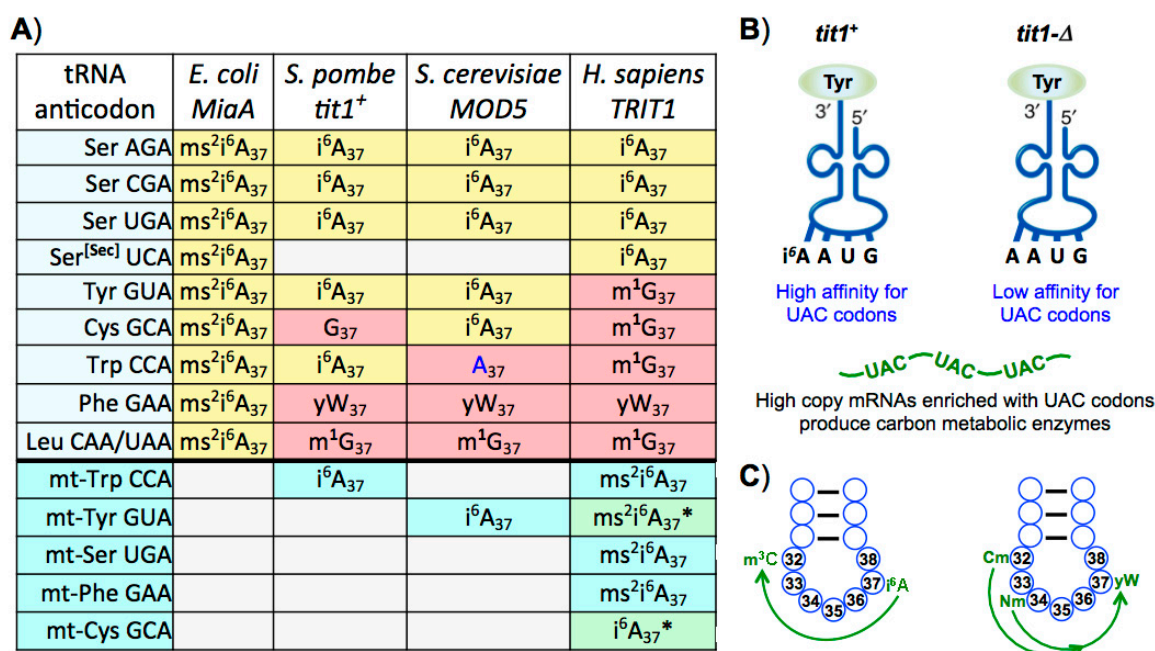 A)
tRNA anticodon E. coli MiaA S. pombe tit1⁺ S. cerevisiae MOD5 H. sapiens TRIT1
Ser AGA ms²i⁶A₃₇ i⁶A₃₇ i⁶A₃₇ i⁶A₃₇
Ser CGA ms²i⁶A₃₇ i⁶A₃₇ i⁶A₃₇ i⁶A₃₇
Ser UGA ms²i⁶A₃₇ i⁶A₃₇ i⁶A₃₇ i⁶A₃₇
Ser[Sec] UCA ms²i⁶A₃₇ i⁶A₃₇
Tyr GUA ms²i⁶A₃₇ i⁶A₃₇ i⁶A₃₇ m¹G₃₇
Cys GCA ms²i⁶A₃₇ G₃₇ i⁶A₃₇ m¹G₃₇
Trp CCA ms²i⁶A₃₇ i⁶A₃₇ A₃₇ m¹G₃₇
Phe GAA ms²i⁶A₃₇ yW₃₇ yW₃₇ yW₃₇
Leu CAA/UAA ms²i⁶A₃₇ m¹G₃₇ m¹G₃₇ m¹G₃₇
mt-Trp CCA i⁶A₃₇ ms²i⁶A₃₇
mt-Tyr GUA i⁶A₃₇ ms²i⁶A₃₇*
mt-Ser UGA ms²i⁶A₃₇
mt-Phe GAA ms²i⁶A₃₇
mt-Cys GCA i⁶A₃₇*
B)
tit1⁺ tit1-Δ
Tyr Tyr
3′ 5′ 3′ 5′
i⁶A A U G A A U G
High affinity for Low affinity for
UAC codons UAC codons
UAC UAC UAC
High copy mRNAs enriched with UAC codons
produce carbon metabolic enzymes
C)
m³C 32 38 Cm 32 38
33 37 i⁶A 33 37 yW
34 35 36 Nm 34 35 36